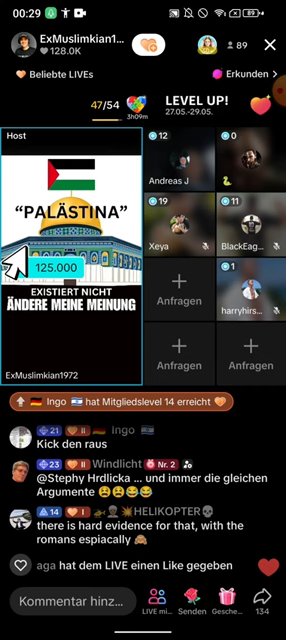 00:29
89%
ExMuslimkian1...
128.0K
89
Beliebte LIVEs
Erkunden
47/54
3h09m
LEVEL UP!
27.05.-29.05.
Host
"PALÄSTINA"
125.000
EXISTIERT NICHT
ÄNDERE MEINE MEINUNG
ExMuslimkian1972
12
Andreas J
0
19
Xeya
11
BlackEag...
Anfragen
1
harryhirs...
Anfragen
Anfragen
Ingo hat Mitgliedslevel 14 erreicht
21 II Ingo
Kick den raus
23 II Windlicht Nr. 2
@Stephy Hrdlicka ... und immer die gleichen
Argumente
14 I HELIKOPTER
there is hard evidence for that, with the
romans espiacally
aga hat dem LIVE einen Like gegeben
Kommentar hinz...
LIVE mi...
Senden
Gesche...
134